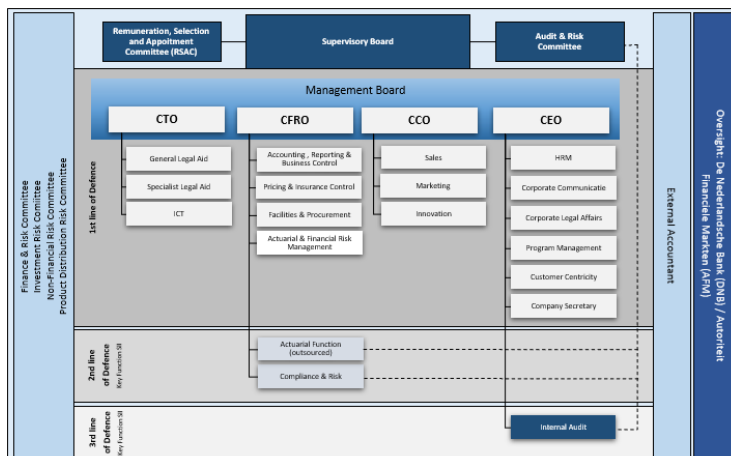 Remuneration, Selection
and Appoitment
Committee (RSAC)
Supervisory Board
Audit & Risk
Committee
Management Board
CTO
CFRO
CCO
CEO
General Legal Aid
Specialist Legal Aid
ICT
Accounting , Reporting &
Business Control
Pricing & Insurance Control
Facilities & Procurement
Actuarial & Financial Risk
Management
Sales
Marketing
Innovation
HRM
Corporate Communicatie
Corporate Legal Affairs
Program Management
Customer Centricity
Company Secretary
1st line of Defence
2nd line
of Defence
Key Function SII
Actuarial Function
(outsourced)
Compliance & Risk
3rd line
of Defence
Key Function SII
Internal Audit
Finance & Risk Committee
Investment Risk Committee
Non-Financial Risk Committee
Product Distribution Risk Committee
External Accountant
Oversight: De Nederlandsche Bank (DNB) / Autoriteit
Financiele Markten (AFM)